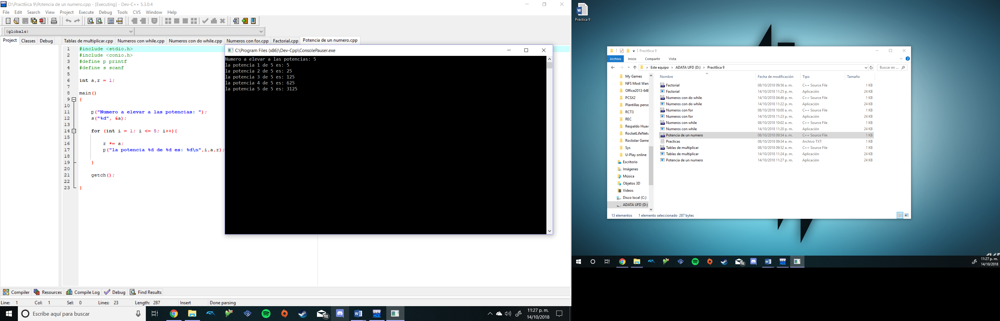 D:\Pract6ica 9\Potencia de un numero.cpp - [Executing] - Dev-C++ 5.3.0.4
File Edit Search View Project Execute Debug Tools CVS Window Help
(globals)
Project Classes Debug
Tablas de multiplicar.cpp Numeros con while.cpp Numeros con do while.cpp Numeros con for.cpp Factorial.cpp Potencia de un numero.cpp
1 #include <stdio.h>
2 #include <conio.h>
3 #define p printf
4 #define s scanf
5
6 int a,r = 1;
7
8 main()
9 {
10
11 p("Numero a elevar a las potencias: ");
12 s("%d", &a);
13
14 for (int i = 1; i <= 5; i++){
15
16 r *= a;
17 p("la potencia %d de %d es: %d\n",i,a,r);
18
19 }
20
21 getch();
22
23 }
C:\Program Files (x86)\Dev-Cpp\ConsolePauser.exe
Numero a elevar a las potencias: 5
la potencia 1 de 5 es: 5
la potencia 2 de 5 es: 25
la potencia 3 de 5 es: 125
la potencia 4 de 5 es: 625
la potencia 5 de 5 es: 3125
Compiler Resources Compile Log Debug Find Results
Line: 1 Col: 1 Sel: 0 Lines: 23 Length: 287 Insert Done parsing
Escribe aquí para buscar
18
DEV
11:27 p. m.
14/10/2018
Práctica 9
Pract6ica 9
Archivo Inicio Compartir Vista
Este equipo > ADATA UFD (D:) > Pract6ica 9
Buscar en ...
My Games
NFS Most Wan
Office2013-64E
PCSX2
Plantillas perso
RCT3
REC
Respaldo Huav
RocketLifeNetv
Rockstar Game
Sys
U-Play online
Escritorio
Imágenes
Música
Objetos 3D
Videos
Disco local (C:)
ADATA UFD (D:)
Nombre Fecha de modificación Tipo Tamaño
Factorial 08/10/2018 09:56 a. m. C++ Source File 1 KB
Factorial 14/10/2018 11:25 p. m. Aplicación 24 KB
Numeros con do while 14/10/2018 04:46 p. m. C++ Source File 1 KB
Numeros con do while 14/10/2018 11:22 p. m. Aplicación 24 KB
Numeros con for 08/10/2018 10:00 a. m. C++ Source File 1 KB
Numeros con for 14/10/2018 11:23 p. m. Aplicación 24 KB
Numeros con while 08/10/2018 10:02 a. m. C++ Source File 1 KB
Numeros con while 14/10/2018 11:20 p. m. Aplicación 24 KB
Potencia de un numero 08/10/2018 09:54 a. m. C++ Source File 1 KB
Practicas 08/10/2018 09:34 a. m. Archivo TXT 1 KB
Tablas de multiplicar 08/10/2018 09:52 a. m. C++ Source File 1 KB
Tablas de multiplicar 14/10/2018 11:24 p. m. Aplicación 24 KB
Potencia de un numero 14/10/2018 11:27 p. m. Aplicación 24 KB
13 elementos 1 elemento seleccionado 287 bytes
18
DEV
11:27 p. m.
14/10/2018